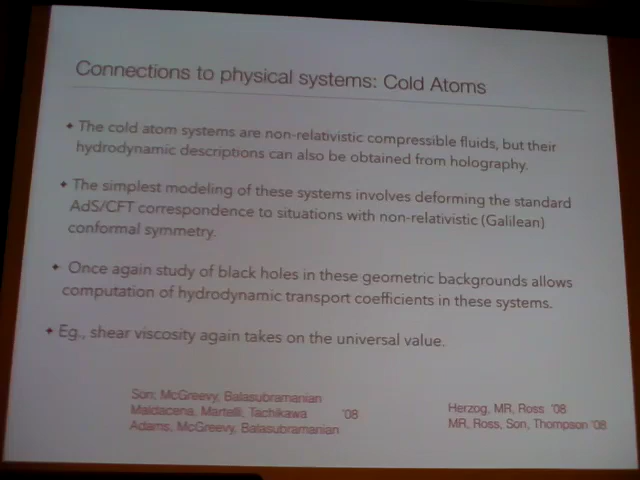 Connections to physical systems: Cold Atoms
✦ The cold atom systems are non-relativistic compressible fluids, but their
hydrodynamic descriptions can also be obtained from holography.
✦ The simplest modeling of these systems involves deforming the standard
AdS/CFT correspondence to situations with non-relativistic (Galilean)
conformal symmetry.
✦ Once again study of black holes in these geometric backgrounds allows
computation of hydrodynamic transport coefficients in these systems.
✦ Eg., shear viscosity again takes on the universal value.
Son; McGreevy, Balasubramanian
Maldacena, Martelli, Tachikawa '08
Adams, McGreevy, Balasubramanian
Herzog, MR, Ross '08
MR, Ross, Son, Thompson '08